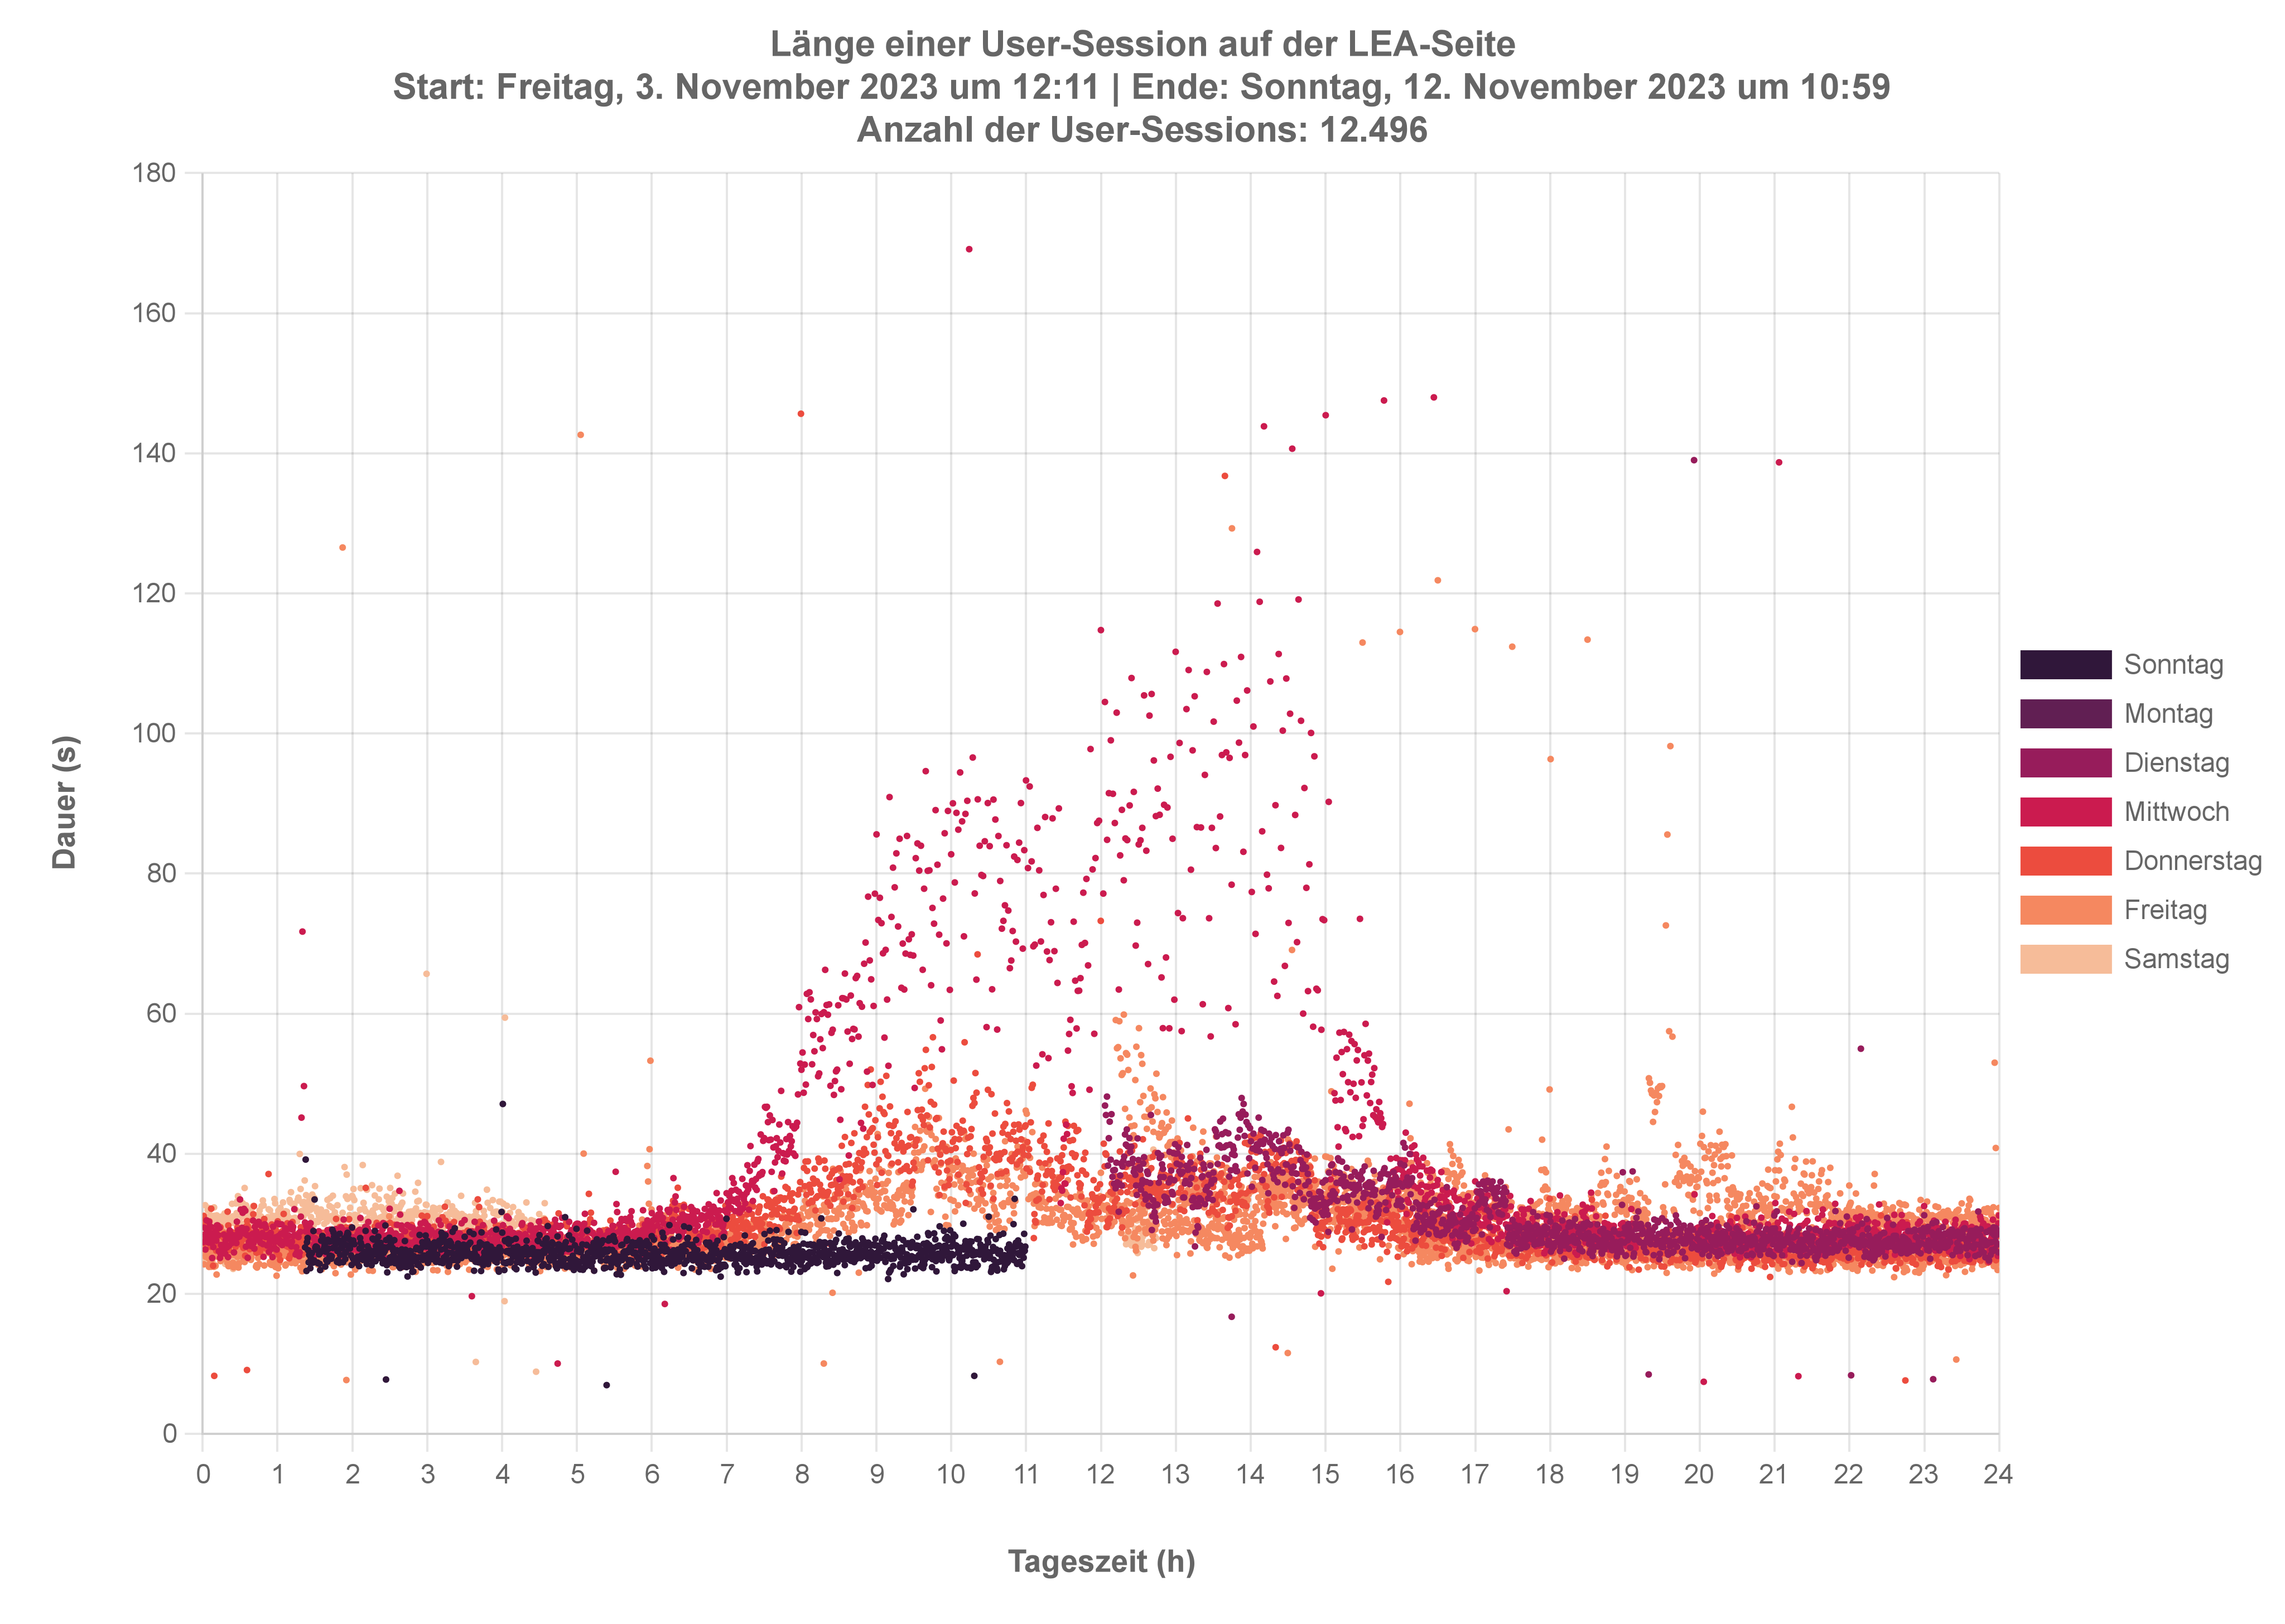 Länge einer User-Session auf der LEA-Seite
Start: Freitag, 3. November 2023 um 12:11 | Ende: Sonntag, 12. November 2023 um 10:59
Anzahl der User-Sessions: 12.496
180
160
140
120
100
80
60
40
20
0
Dauer (s)
0 1 2 3 4 5 6 7 8 9 10 11 12 13 14 15 16 17 18 19 20 21 22 23 24
Tageszeit (h)
Sonntag
Montag
Dienstag
Mittwoch
Donnerstag
Freitag
Samstag